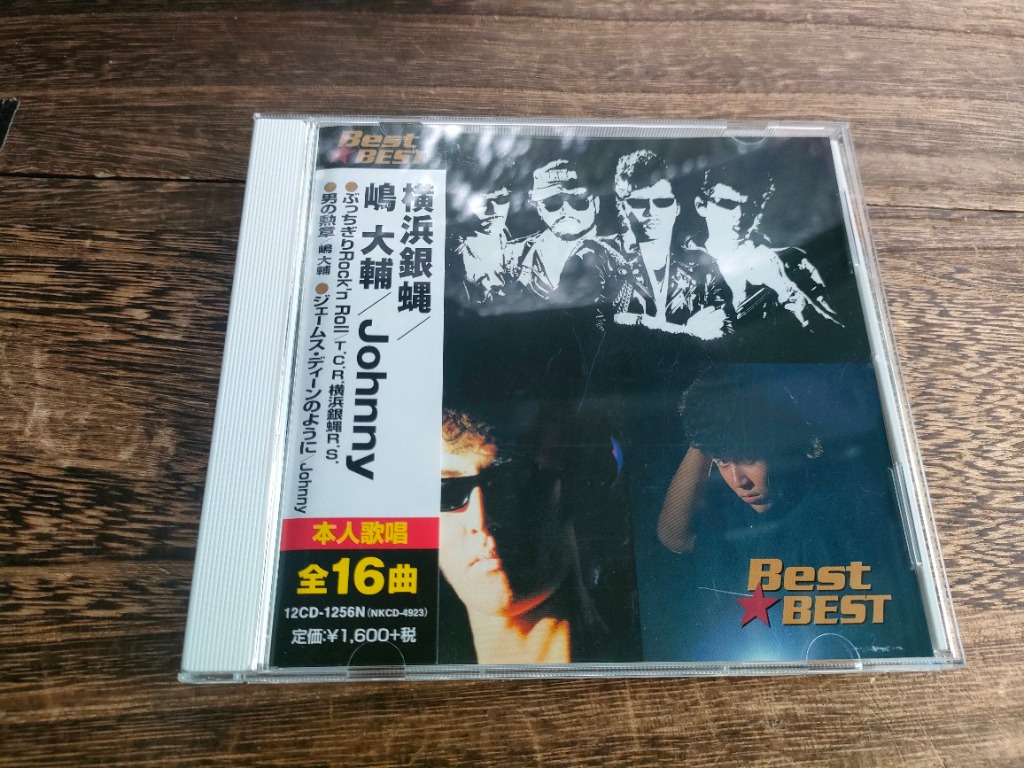 Best
BEST
横浜銀蝿／
嶋 大輔／Johnny
●ぶっちぎりRock'n Roll／T.C.R.横浜銀蝿R.S.
●男の勲章／嶋 大輔 ●ジェームス・ディーンのように／Johnny
本人歌唱
全16曲
12CD-1256N(NKCD-4923)
定価:¥1,600+税
Best
BEST